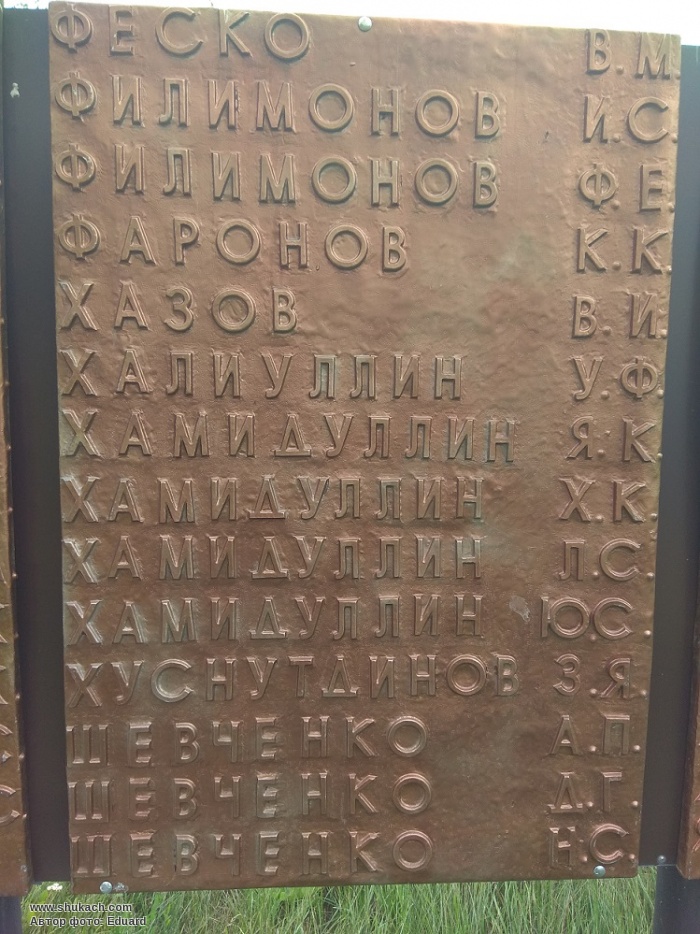 ФЕСКО В.М.
ФИЛИМОНОВ И.С.
ФИЛИМОНОВ Ф.Е.
ФАРОНОВ К.К.
ХАЗОВ В.И.
ХАЛИУЛЛИН У.Ф.
ХАМИДУЛЛИН Я.К.
ХАМИДУЛЛИН Х.К.
ХАМИДУЛЛИН Л.С.
ХАМИДУЛЛИН Ю.С.
ХУСНУТДИНОВ З.Я.
ШЕВЧЕНКО А.П.
ШЕВЧЕНКО Д.Г.
ШЕВЧЕНКО Н.С.
www.shukach.com
Автор фото: Eduard